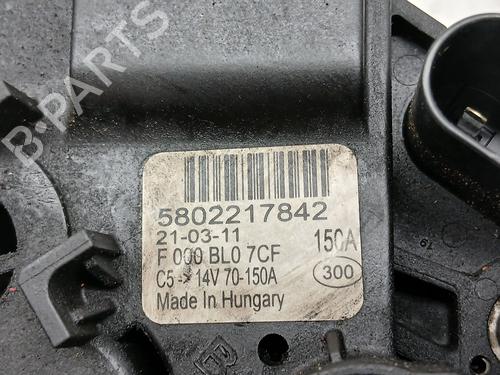 B-PARTS
5802217842
21-03-11 150A
F 000 BL0 7CF
C5-> 14V 70-150A 300
Made In Hungary